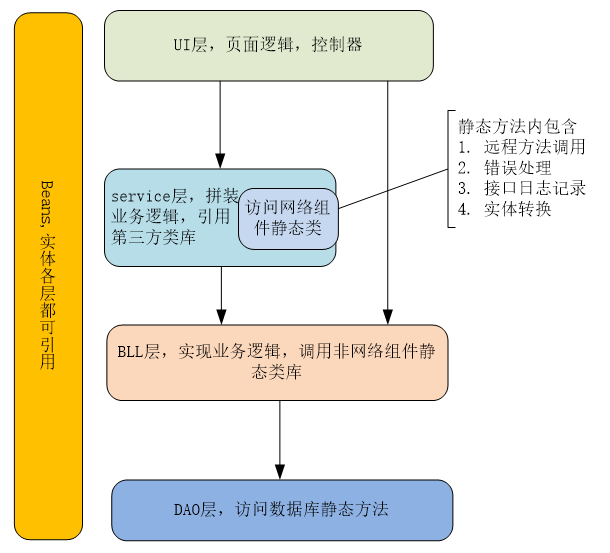 UI层，页面逻辑，控制器
静态方法内包含
1. 远程方法调用
2. 错误处理
3. 接口日志记录
4. 实体转换
service层，拼装
业务逻辑，引用
第三方类库
访问网络组
件静态类
Beans,实体各层都可引用
BLL层，实现业务逻辑，调用非网络组件静
态类库
DAO层，访问数据库静态方法